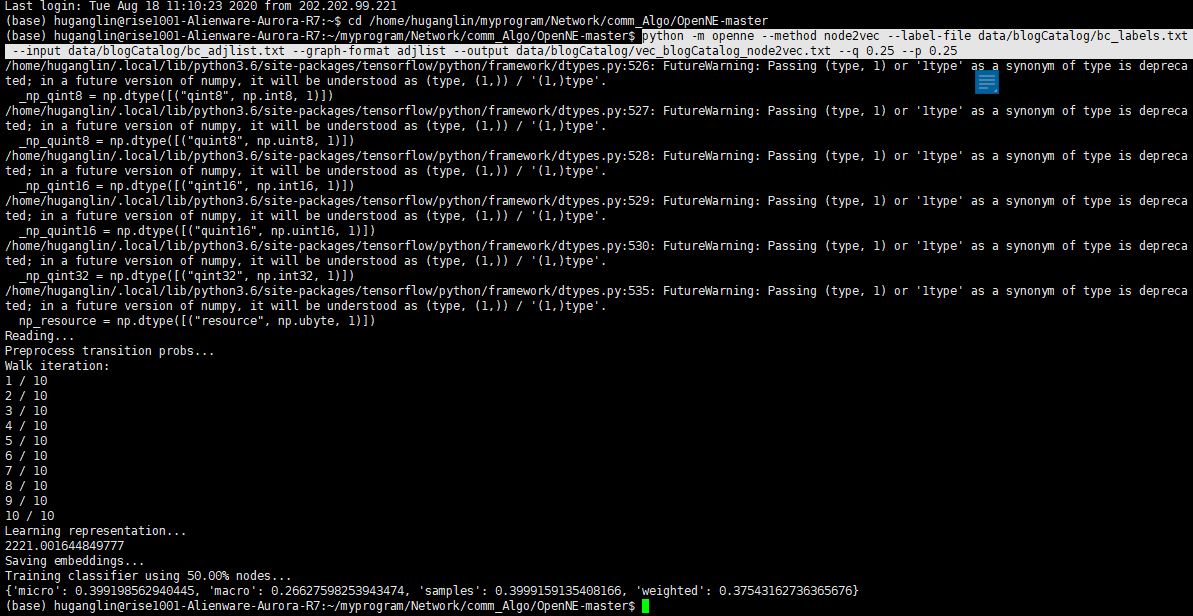 Last login: Tue Aug 18 11:10:23 2020 from 202.202.99.221
(base) huganglin@rise1001-Alienware-Aurora-R7:~$ cd /home/huganglin/myprogram/Network/comm_Algo/OpenNE-master
(base) huganglin@rise1001-Alienware-Aurora-R7:~/myprogram/Network/comm_Algo/OpenNE-master$ python -m openne --method node2vec --label-file data/blogCatalog/bc_labels.txt
 --input data/blogCatalog/bc_adjlist.txt --graph-format adjlist --output data/blogCatalog/vec_blogCatalog_node2vec.txt --q 0.25 --p 0.25
/home/huganglin/.local/lib/python3.6/site-packages/tensorflow/python/framework/dtypes.py:526: FutureWarning: Passing (type, 1) or '1type' as a synonym of type is depreca
ted; in a future version of numpy, it will be understood as (type, (1,)) / '(1,)type'.
  _np_qint8 = np.dtype([("qint8", np.int8, 1)])
/home/huganglin/.local/lib/python3.6/site-packages/tensorflow/python/framework/dtypes.py:527: FutureWarning: Passing (type, 1) or '1type' as a synonym of type is depreca
ted; in a future version of numpy, it will be understood as (type, (1,)) / '(1,)type'.
  _np_quint8 = np.dtype([("quint8", np.uint8, 1)])
/home/huganglin/.local/lib/python3.6/site-packages/tensorflow/python/framework/dtypes.py:528: FutureWarning: Passing (type, 1) or '1type' as a synonym of type is depreca
ted; in a future version of numpy, it will be understood as (type, (1,)) / '(1,)type'.
  _np_qint16 = np.dtype([("qint16", np.int16, 1)])
/home/huganglin/.local/lib/python3.6/site-packages/tensorflow/python/framework/dtypes.py:529: FutureWarning: Passing (type, 1) or '1type' as a synonym of type is depreca
ted; in a future version of numpy, it will be understood as (type, (1,)) / '(1,)type'.
  _np_quint16 = np.dtype([("quint16", np.uint16, 1)])
/home/huganglin/.local/lib/python3.6/site-packages/tensorflow/python/framework/dtypes.py:530: FutureWarning: Passing (type, 1) or '1type' as a synonym of type is depreca
ted; in a future version of numpy, it will be understood as (type, (1,)) / '(1,)type'.
  _np_qint32 = np.dtype([("qint32", np.int32, 1)])
/home/huganglin/.local/lib/python3.6/site-packages/tensorflow/python/framework/dtypes.py:535: FutureWarning: Passing (type, 1) or '1type' as a synonym of type is depreca
ted; in a future version of numpy, it will be understood as (type, (1,)) / '(1,)type'.
  np_resource = np.dtype([("resource", np.ubyte, 1)])
Reading...
Preprocess transition probs...
Walk iteration:
1 / 10
2 / 10
3 / 10
4 / 10
5 / 10
6 / 10
7 / 10
8 / 10
9 / 10
10 / 10
Learning representation...
2221.001644849777
Saving embeddings...
Training classifier using 50.00% nodes...
{'micro': 0.399198562940445, 'macro': 0.26627598253943474, 'samples': 0.3999159135408166, 'weighted': 0.37543162736365676}
(base) huganglin@rise1001-Alienware-Aurora-R7:~/myprogram/Network/comm_Algo/OpenNE-master$